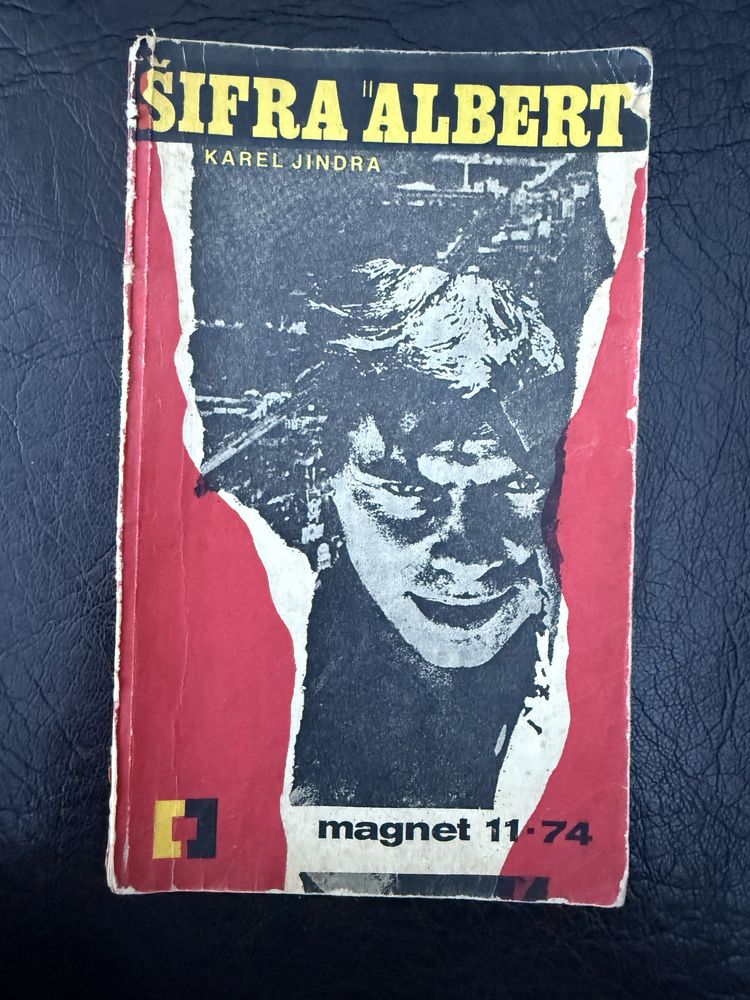 ŠIFRA "ALBERT
KAREL JINDRA
magnet 11·74